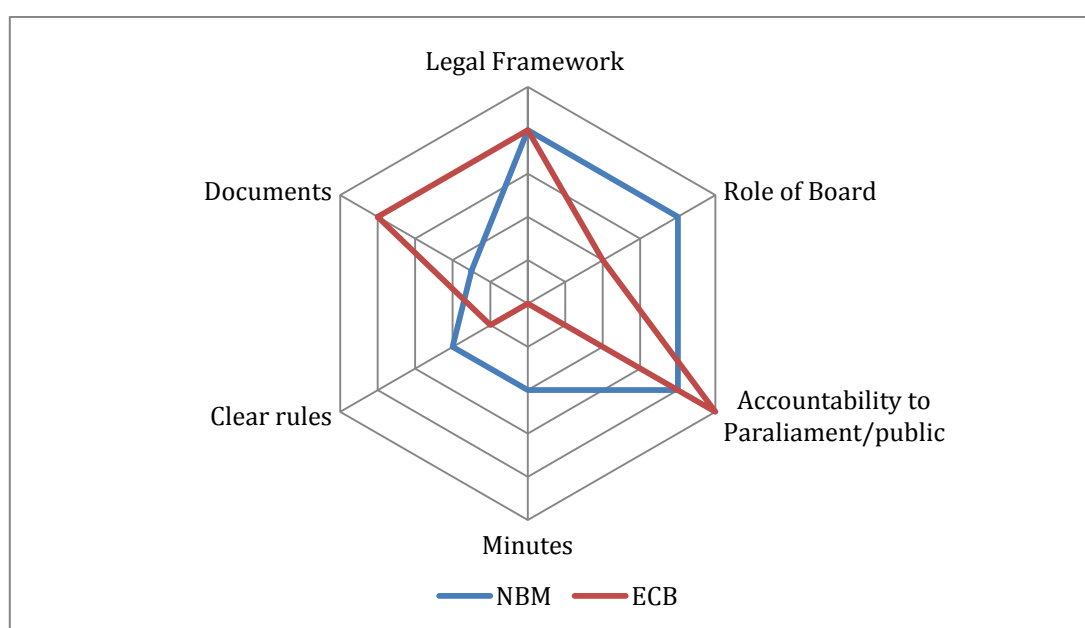 Legal Framework
Documents
Role of Board
Clear rules
Accountability to
Paraliament/public
Minutes
NBM ECB